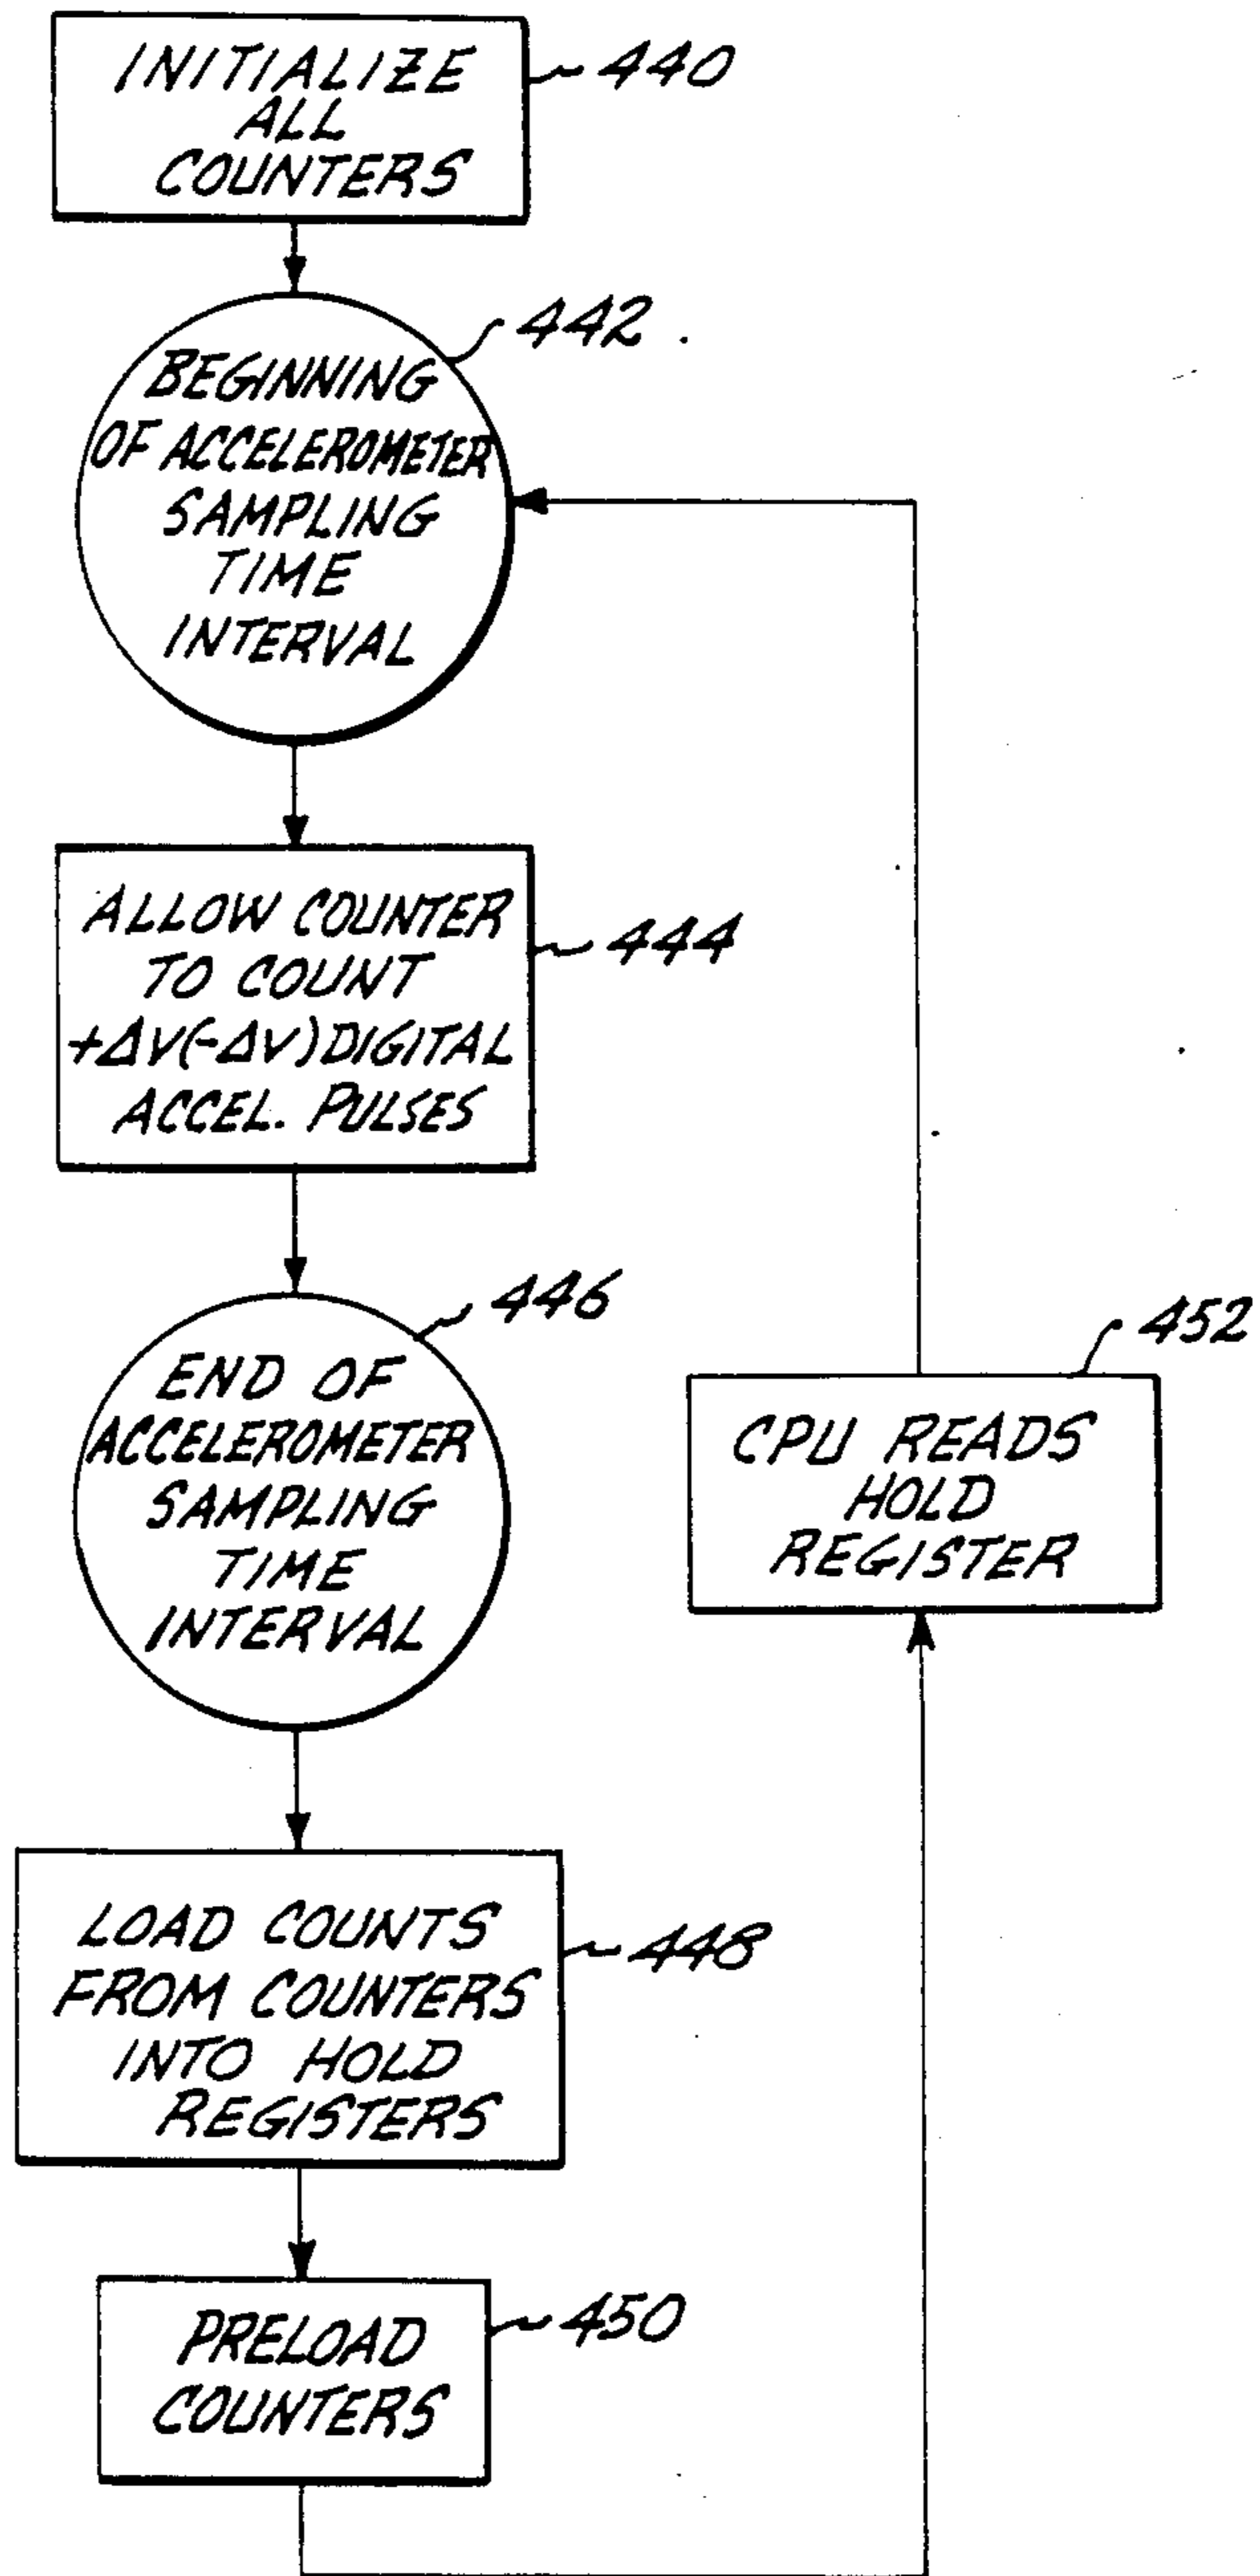 INITIALIZE
ALL
COUNTERS
440
442
BEGINNING
OF ACCELEROMETER
SAMPLING
TIME
INTERVAL
ALLOW COUNTER
TO COUNT
+ΔV(-ΔV)DIGITAL
ACCEL. PULSES
444
446
END OF
ACCELEROMETER
SAMPLING
TIME
INTERVAL
452
CPU READS
HOLD
REGISTER
LOAD COUNTS
FROM COUNTERS
INTO HOLD
REGISTERS
448
PRELOAD
COUNTERS
450